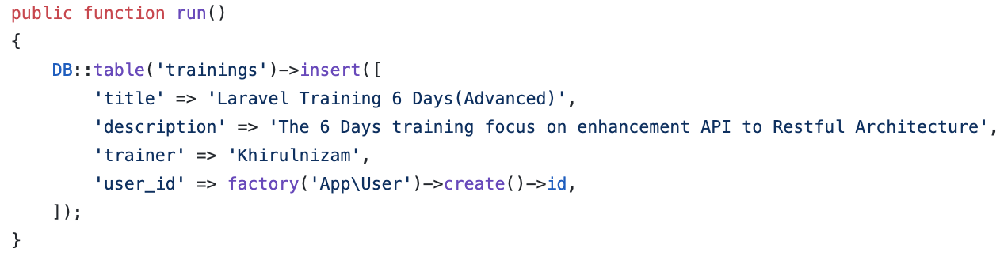 public function run()
{
    DB::table('trainings')->insert([
        'title' => 'Laravel Training 6 Days(Advanced)',
        'description' => 'The 6 Days training focus on enhancement API to Restful Architecture',
        'trainer' => 'Khirulnizam',
        'user_id' => factory('App\User')->create()->id,
    ]);
}